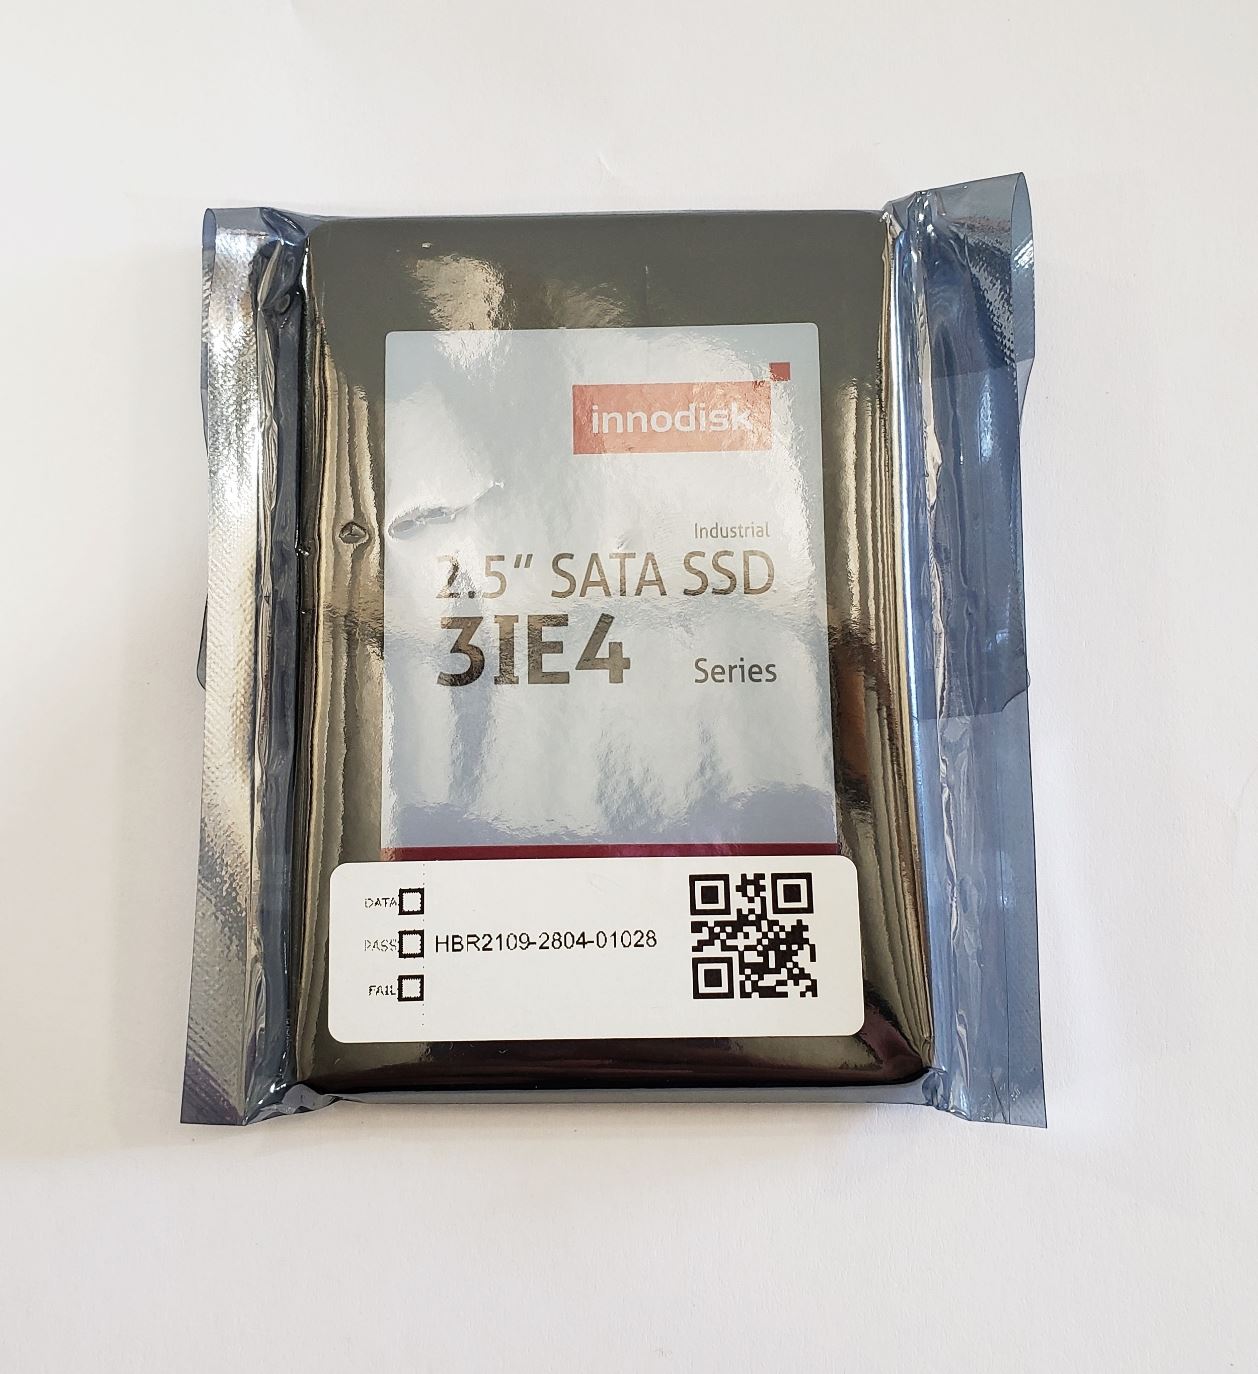 innodisk
Industrial
2.5" SATA SSD
3IE4 Series
DATA
PASS HBR2109-2804-01028
FAIL